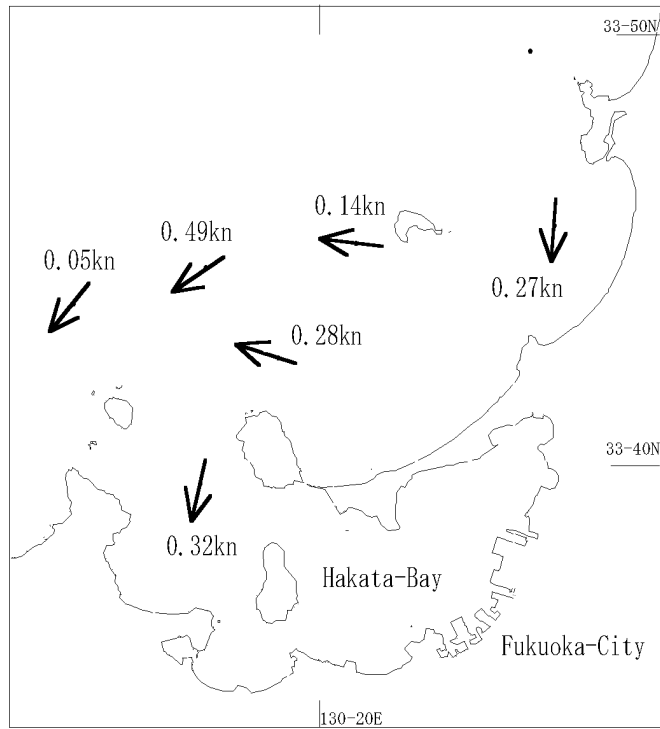 33-50N
0.14kn
0.49kn
0.05kn
0.27kn
0.28kn
33-40N
0.32kn
Hakata-Bay
Fukuoka-City
130-20E